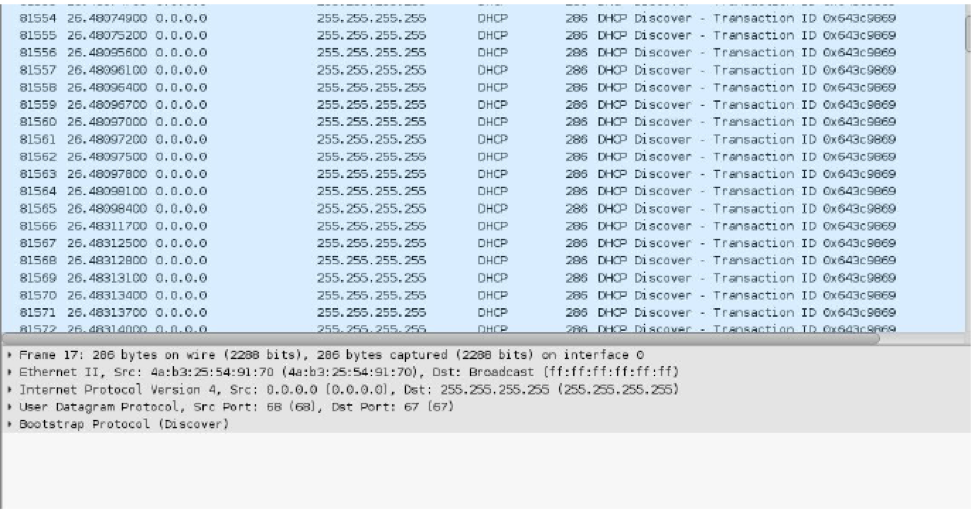 81554 26.48074900 0.0.0.0 255.255.255.255 DHCP 286 DHCP Discover - Transaction ID 0x643c9869
81555 26.48075200 0.0.0.0 255.255.255.255 DHCP 286 DHCP Discover - Transaction ID 0x643c9869
81556 26.48095600 0.0.0.0 255.255.255.255 DHCP 286 DHCP Discover - Transaction ID 0x643c9869
81557 26.48096100 0.0.0.0 255.255.255.255 DHCP 286 DHCP Discover - Transaction ID 0x643c9869
81558 26.48096400 0.0.0.0 255.255.255.255 DHCP 286 DHCP Discover - Transaction ID 0x643c9869
81559 26.48096700 0.0.0.0 255.255.255.255 DHCP 286 DHCP Discover - Transaction ID 0x643c9869
81560 26.48097000 0.0.0.0 255.255.255.255 DHCP 286 DHCP Discover - Transaction ID 0x643c9869
81561 26.48097200 0.0.0.0 255.255.255.255 DHCP 286 DHCP Discover - Transaction ID 0x643c9869
81562 26.48097500 0.0.0.0 255.255.255.255 DHCP 286 DHCP Discover - Transaction ID 0x643c9869
81563 26.48097800 0.0.0.0 255.255.255.255 DHCP 286 DHCP Discover - Transaction ID 0x643c9869
81564 26.48098100 0.0.0.0 255.255.255.255 DHCP 286 DHCP Discover - Transaction ID 0x643c9869
81565 26.48098400 0.0.0.0 255.255.255.255 DHCP 286 DHCP Discover - Transaction ID 0x643c9869
81566 26.48311700 0.0.0.0 255.255.255.255 DHCP 286 DHCP Discover - Transaction ID 0x643c9869
81567 26.48312500 0.0.0.0 255.255.255.255 DHCP 286 DHCP Discover - Transaction ID 0x643c9869
81568 26.48312800 0.0.0.0 255.255.255.255 DHCP 286 DHCP Discover - Transaction ID 0x643c9869
81569 26.48313100 0.0.0.0 255.255.255.255 DHCP 286 DHCP Discover - Transaction ID 0x643c9869
81570 26.48313400 0.0.0.0 255.255.255.255 DHCP 286 DHCP Discover - Transaction ID 0x643c9869
81571 26.48313700 0.0.0.0 255.255.255.255 DHCP 286 DHCP Discover - Transaction ID 0x643c9869
81572 26.48314000 0.0.0.0 255.255.255.255 DHCP 286 DHCP Discover - Transaction ID 0x643c9869
Frame 17: 286 bytes on wire (2288 bits), 286 bytes captured (2288 bits) on interface 0
Ethernet II, Src: 4a:b3:25:54:91:70 (4a:b3:25:54:91:70), Dst: Broadcast (ff:ff:ff:ff:ff:ff)
Internet Protocol Version 4, Src: 0.0.0.0 (0.0.0.0), Dst: 255.255.255.255 (255.255.255.255)
User Datagram Protocol, Src Port: 68 (68), Dst Port: 67 (67)
Bootstrap Protocol (Discover)